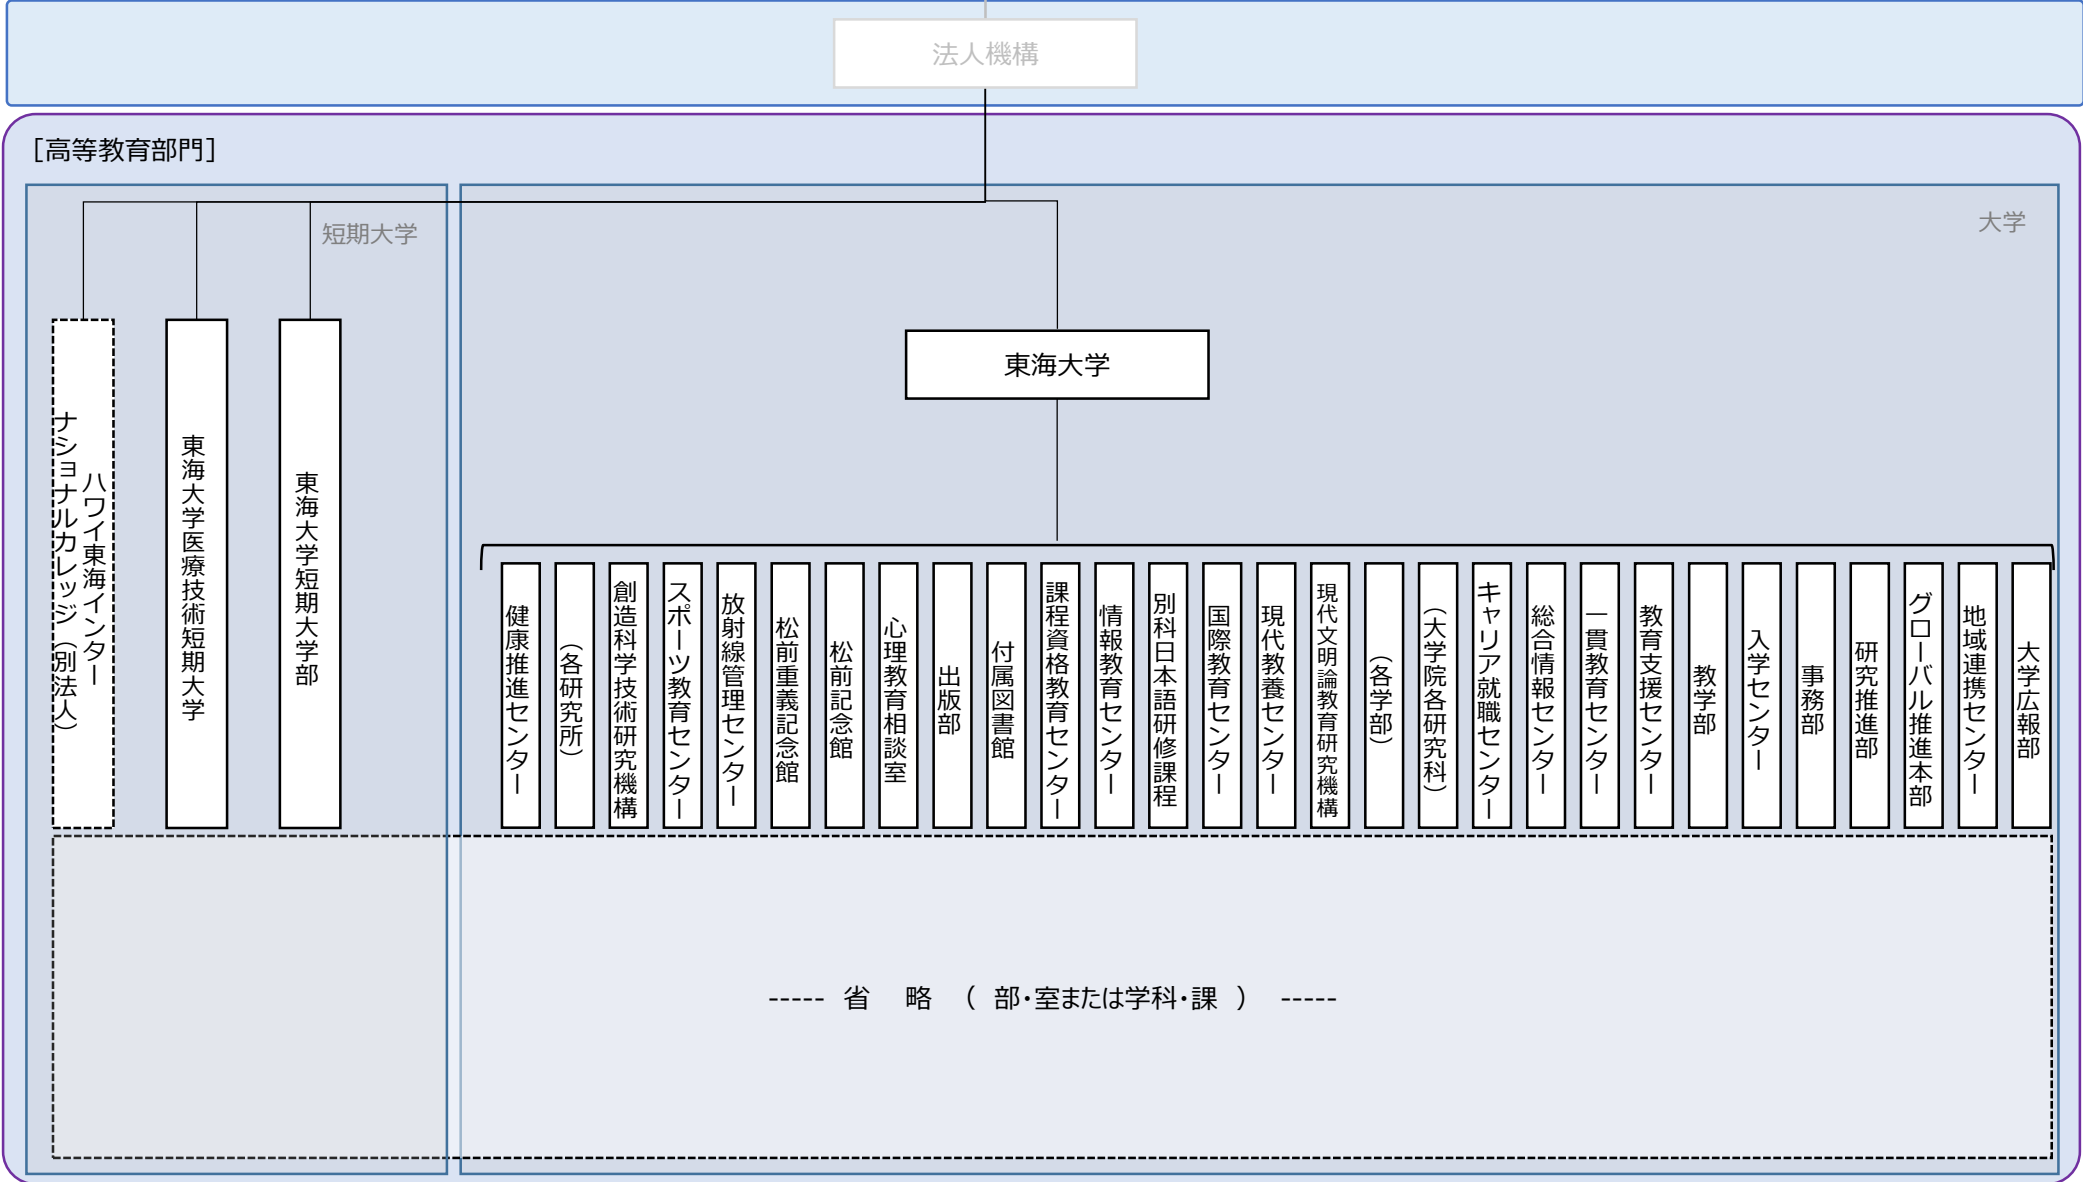 法人機構
［高等教育部門］
短期大学
大学
東海大学
ハワイ東海インター
ナショナルカレッジ（別法人）
東海大学医療技術短期大学
東海大学短期大学部
健康推進センター
（各研究所）
創造科学技術研究機構
スポーツ教育センター
放射線管理センター
松前重義記念館
松前記念館
心理教育相談室
出版部
付属図書館
課程資格教育センター
情報教育センター
別科日本語研修課程
国際教育センター
現代教養センター
現代文明論教育研究機構
（各学部）
（大学院各研究科）
キャリア就職センター
総合情報センター
一貫教育センター
教育支援センター
教学部
入学センター
事務部
研究推進部
グローバル推進本部
地域連携センター
大学広報部
----- 省　略　（ 部・室または学科・課 ） -----